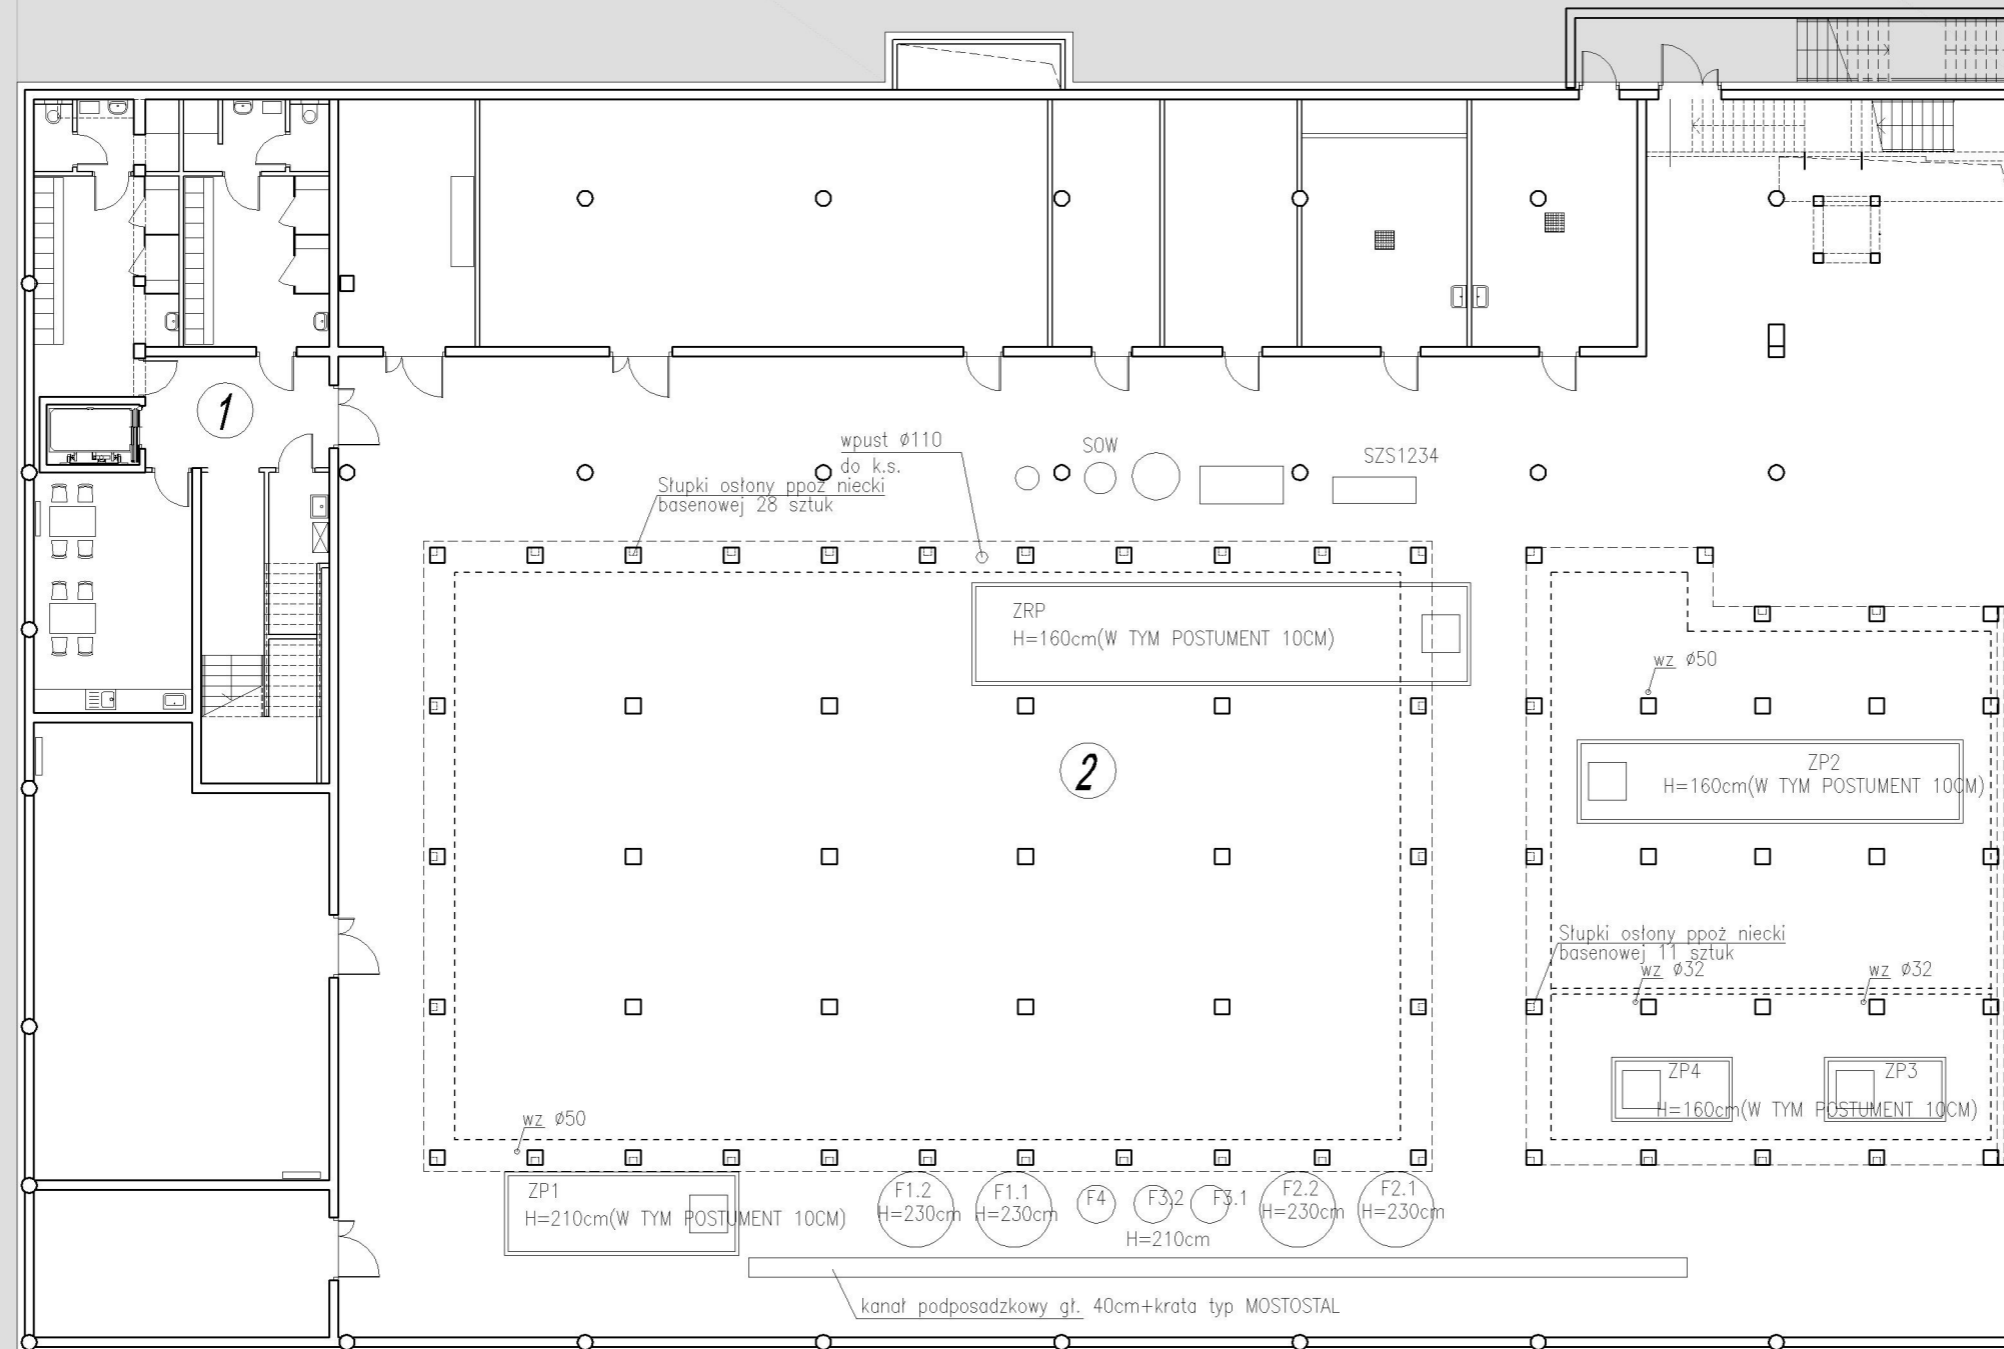 1
wpust ø110
do k.s.
SOW
SZS1234
Słupki osłony ppoż niecki
basenowej 28 sztuk
ZRP
H=160cm(W TYM POSTUMENT 10CM)
wz ø50
2
ZP2
H=160cm(W TYM POSTUMENT 10CM)
Słupki osłony ppoż niecki
basenowej 11 sztuk
wz ø32
wz ø32
ZP4
ZP3
H=160cm(W TYM POSTUMENT 10CM)
wz ø50
ZP1
H=210cm(W TYM POSTUMENT 10CM)
F1.2
H=230cm
F1.1
H=230cm
F4
F3.2
F3.1
H=210cm
F2.2
H=230cm
F2.1
H=230cm
kanał podposadzkowy gł. 40cm+krata typ MOSTOSTAL